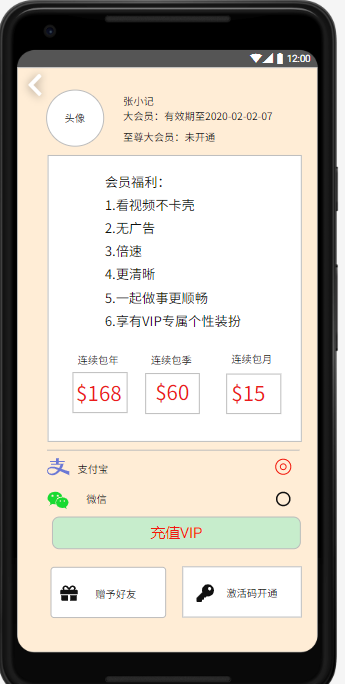 12:00
头像
张小记
大会员：有效期至2020-02-02-07
至尊大会员：未开通
会员福利：
1.看视频不卡壳
2.无广告
3.倍速
4.更清晰
5.一起做事更顺畅
6.享有VIP专属个性装扮
连续包年 连续包季 连续包月
$168 $60 $15
支付宝
微信
充值VIP
赠予好友 激活码开通